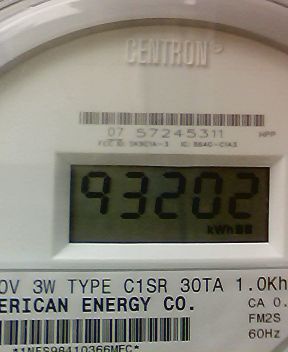 CENTRON®
07 57245311 HPP
93202
kWh
0V 3W TYPE C1SR 30TA 1.0Kh
ERICAN ENERGY CO. CA 0.
FM2S
60Hz